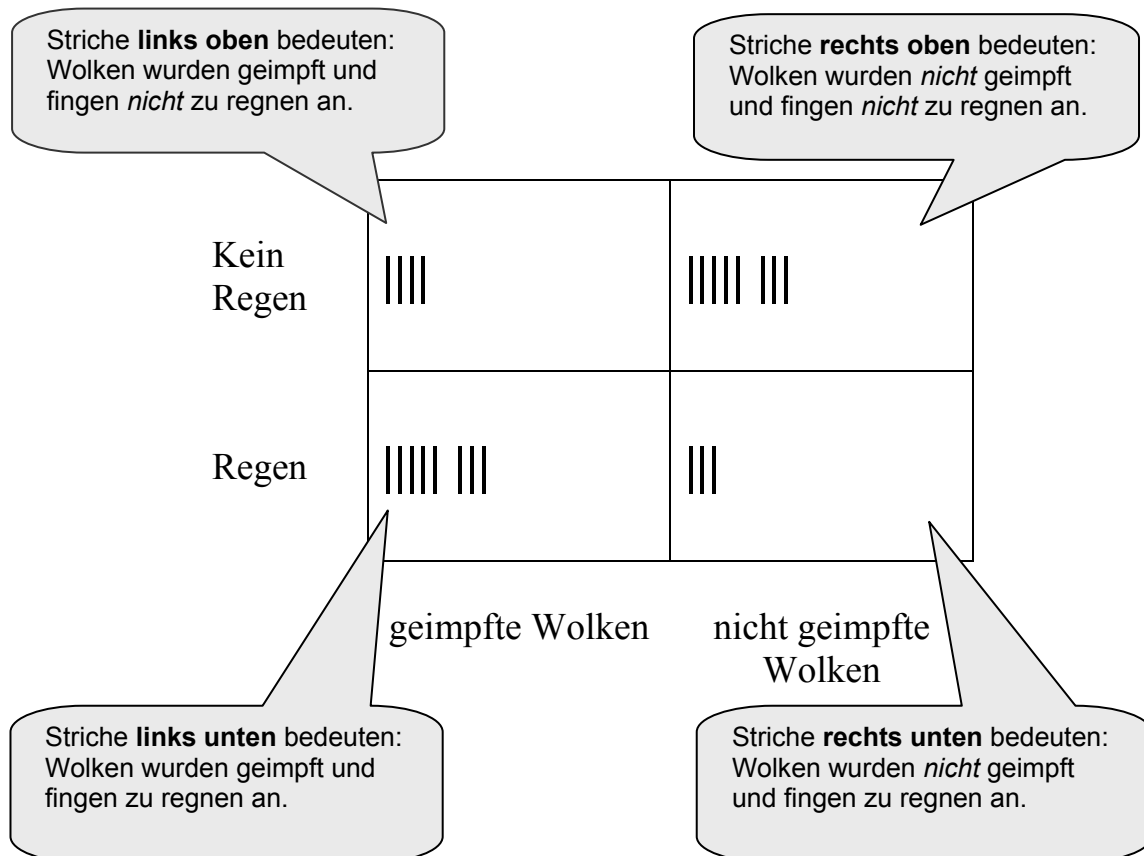 Striche links oben bedeuten:
Wolken wurden geimpft und
fingen nicht zu regnen an.
Striche rechts oben bedeuten:
Wolken wurden nicht geimpft
und fingen nicht zu regnen an.
Kein
Regen
Regen
geimpfte Wolken
nicht geimpfte
Wolken
Striche links unten bedeuten:
Wolken wurden geimpft und
fingen zu regnen an.
Striche rechts unten bedeuten:
Wolken wurden nicht geimpft
und fingen zu regnen an.